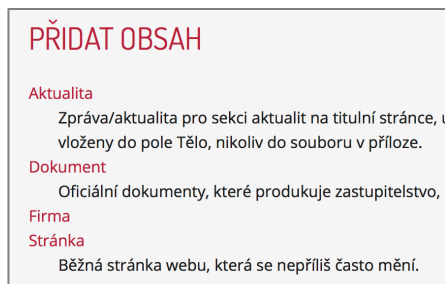 PŘIDAT OBSAH
Aktualita
Zpráva/aktualita pro sekci aktualit na titulní stránce,
vloženy do pole Tělo, nikoliv do souboru v příloze.
Dokument
Oficiální dokumenty, které produkuje zastupitelstvo,
Firma
Stránka
Běžná stránka webu, která se nepříliš často mění.